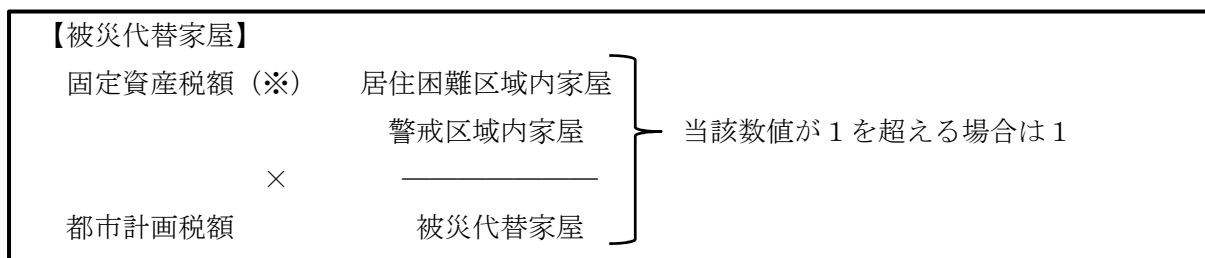 【被災代替家屋】
固定資産税額(※) 居住困難区域内家屋
警戒区域内家屋 当該数値が1を超える場合は1
× ―――――――――
都市計画税額 被災代替家屋